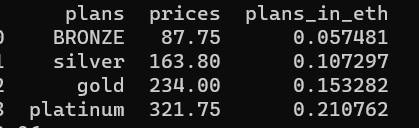 plans prices plans_in_eth
0 BRONZE 87.75 0.057481
1 silver 163.80 0.107297
2 gold 234.00 0.153282
3 platinum 321.75 0.210762